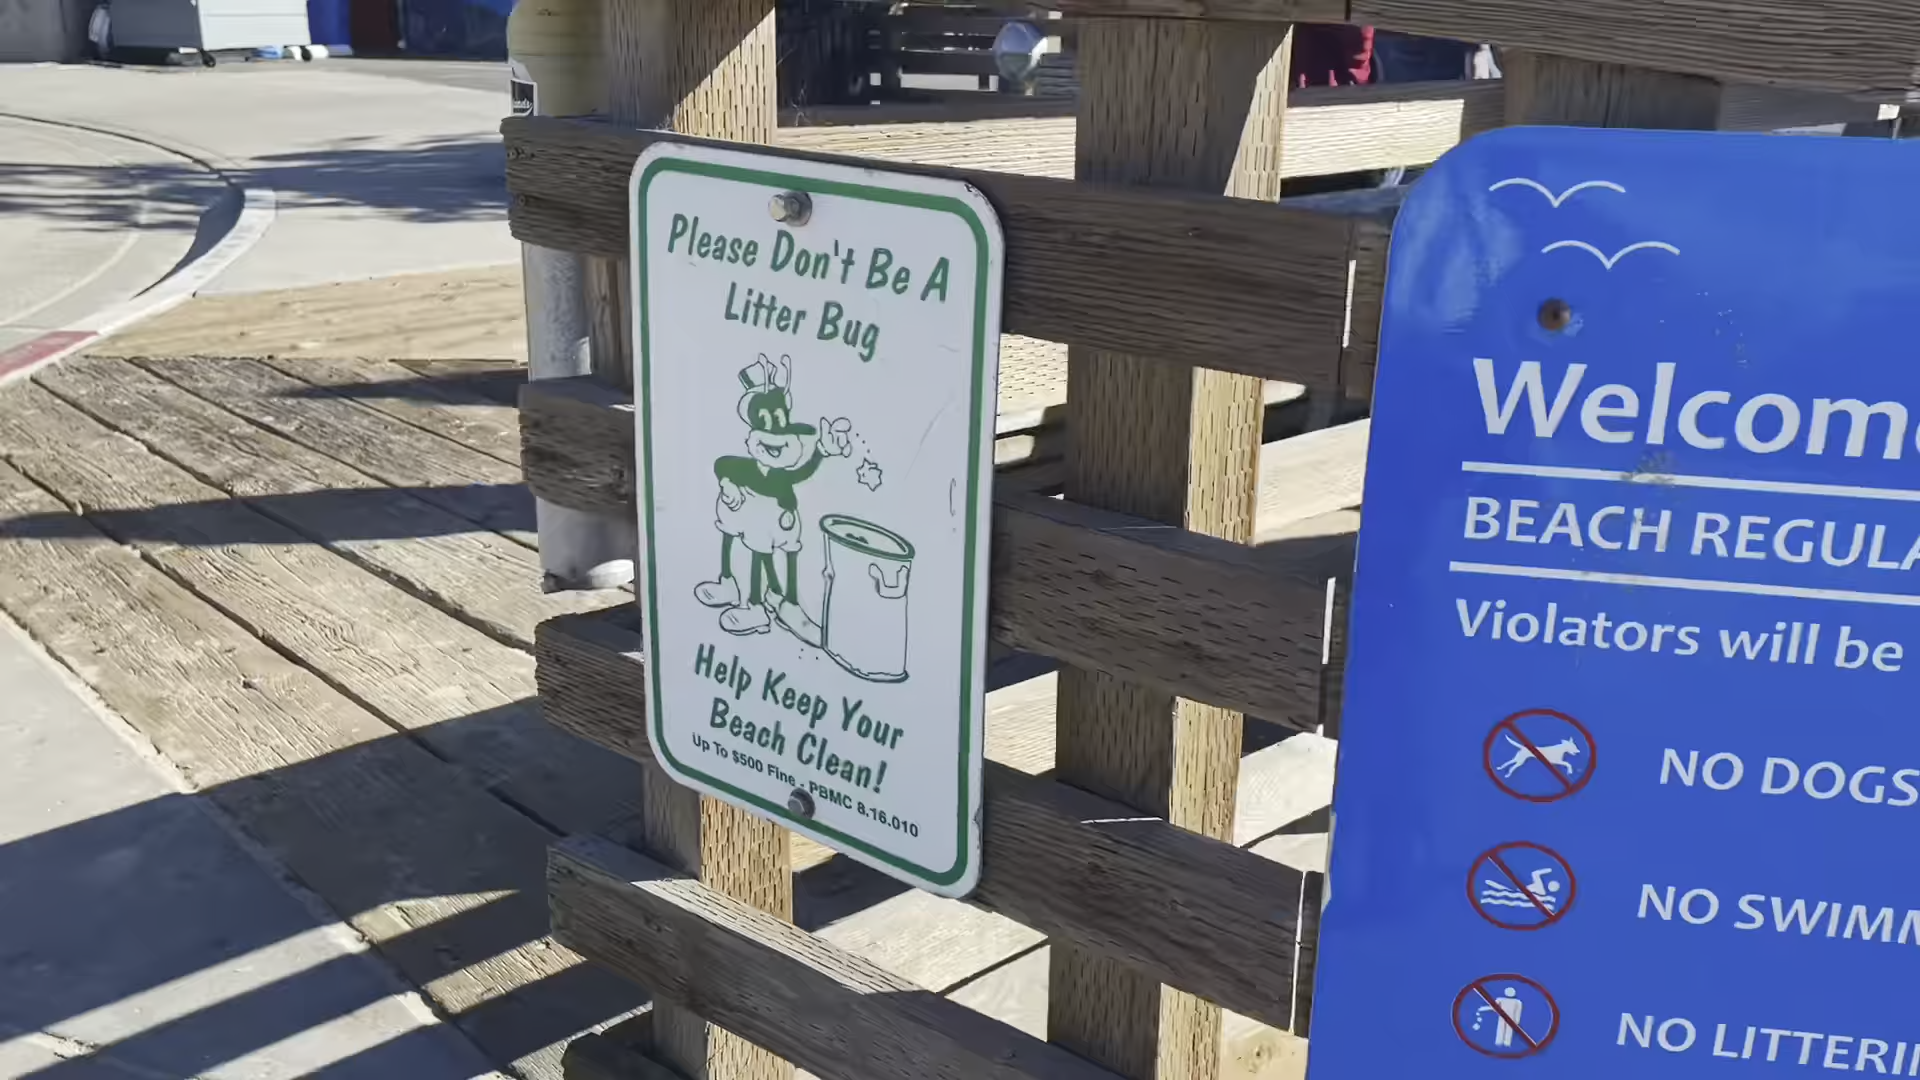 Please Don't Be A
Litter Bug
Help Keep Your
Beach Clean!
Up To $500 Fine - PBMC 8.16.010
Welcome
BEACH REGULA
Violators will be
NO DOGS
NO SWIMM
NO LITTERI